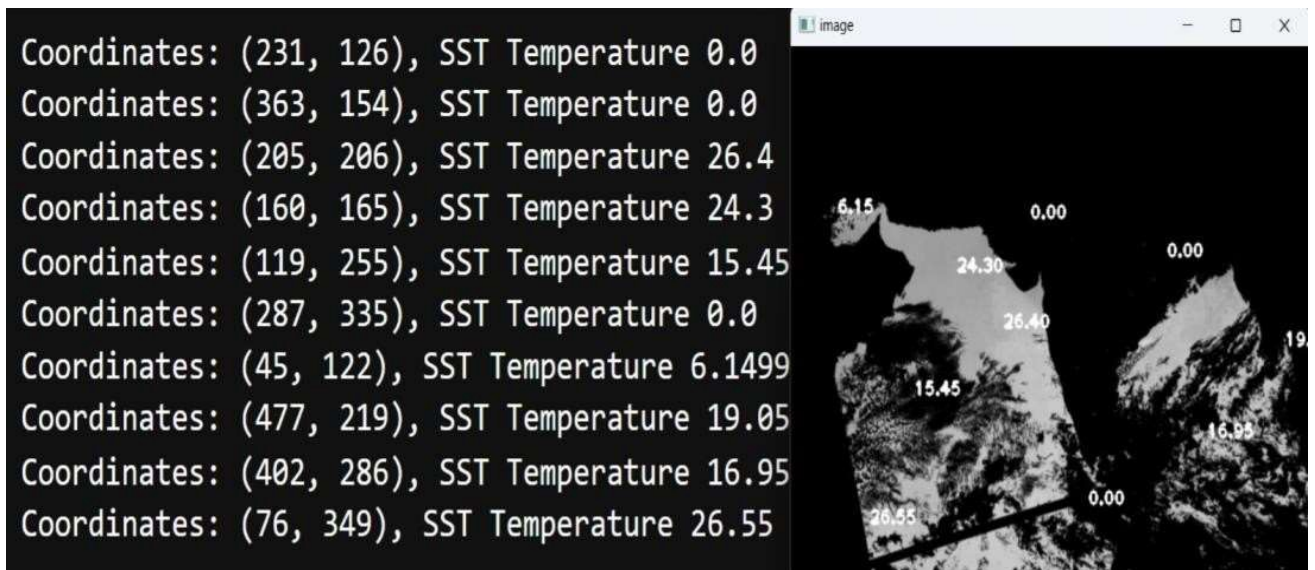 Coordinates: (231, 126), SST Temperature 0.0
Coordinates: (363, 154), SST Temperature 0.0
Coordinates: (205, 206), SST Temperature 26.4
Coordinates: (160, 165), SST Temperature 24.3
Coordinates: (119, 255), SST Temperature 15.45
Coordinates: (287, 335), SST Temperature 0.0
Coordinates: (45, 122), SST Temperature 6.1499
Coordinates: (477, 219), SST Temperature 19.05
Coordinates: (402, 286), SST Temperature 16.95
Coordinates: (76, 349), SST Temperature 26.55
image
6.15
0.00
0.00
24.30
26.40
19.
15.45
16.95
0.00
26.55